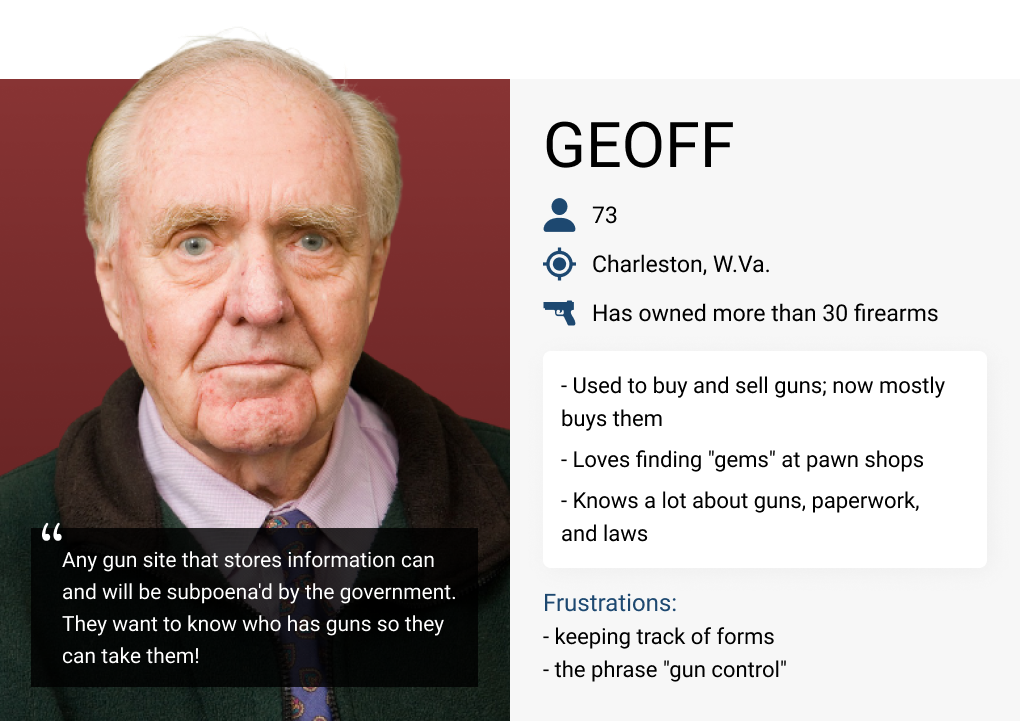 GEOFF
73
Charleston, W.Va.
Has owned more than 30 firearms
- Used to buy and sell guns; now mostly
buys them
- Loves finding "gems" at pawn shops
- Knows a lot about guns, paperwork,
and laws
Frustrations:
- keeping track of forms
- the phrase "gun control"
“
Any gun site that stores information can
and will be subpoena'd by the government.
They want to know who has guns so they
can take them!